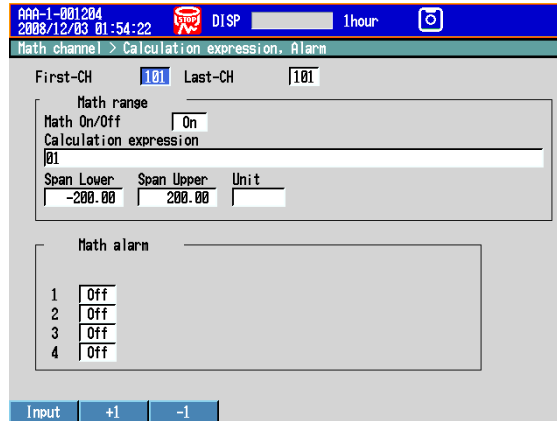 AAA-1-001204
2008/12/03 01:54:22 STOP DISP 1hour
Math channel > Calculation expression, Alarm
First-CH 101 Last-CH 101
Math range
Math On/Off On
Calculation expression
01
Span Lower Span Upper Unit
-200.00 200.00
Math alarm
1 Off
2 Off
3 Off
4 Off
Input +1 -1